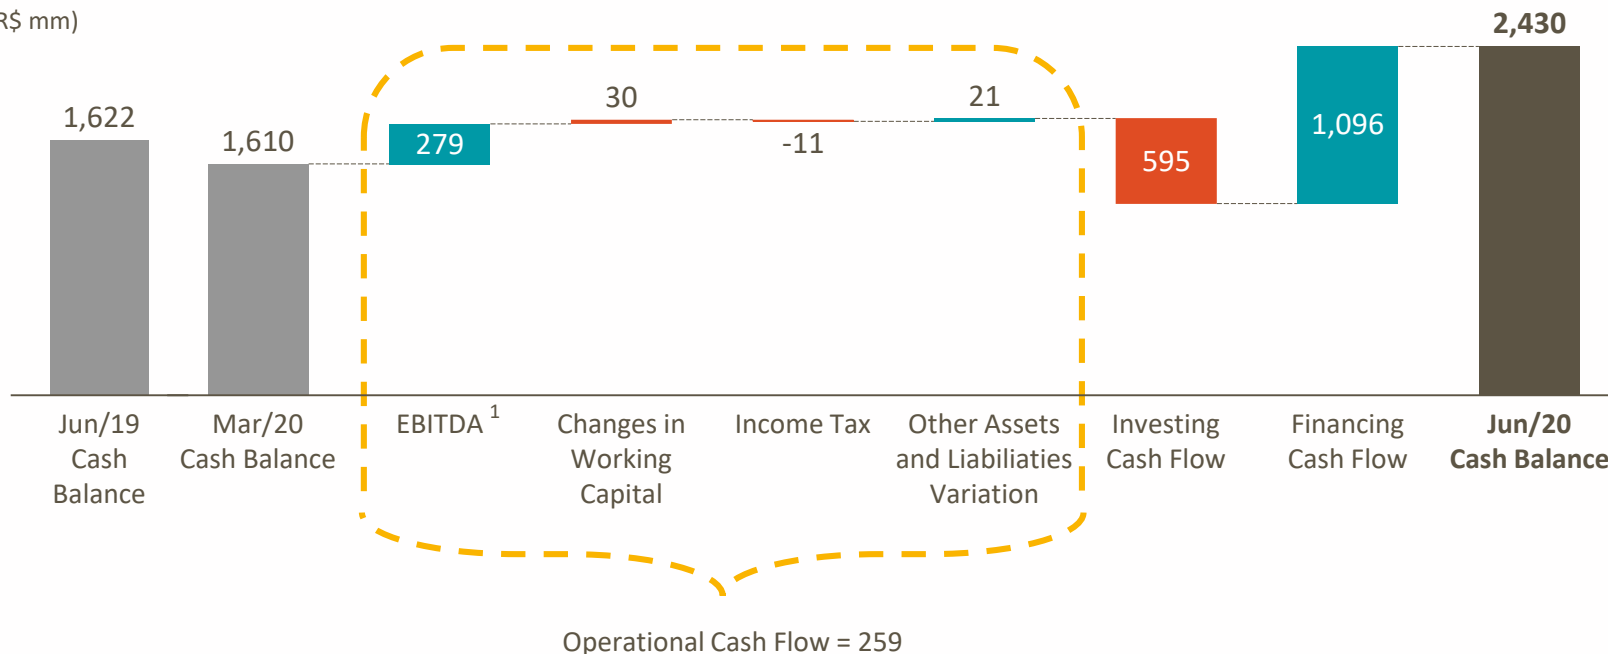 R$ mm)
1,622
1,610
279
30
-11
21
595
1,096
2,430
Jun/19
Cash
Balance
Mar/20
Cash Balance
EBITDA 1
Changes in
Working
Capital
Income Tax
Other Assets
and Liabiliaties
Variation
Investing
Cash Flow
Financing
Cash Flow
Jun/20
Cash Balance
Operational Cash Flow = 259